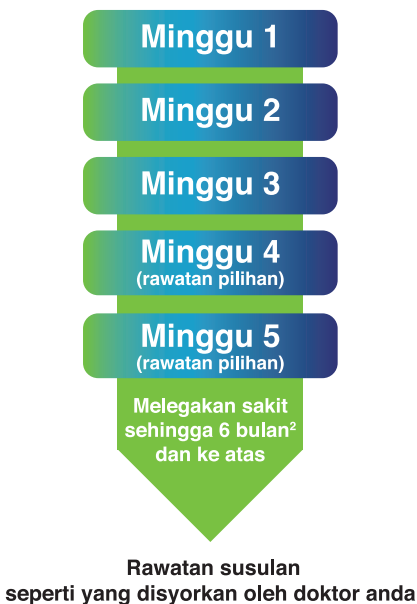 Minggu 1
Minggu 2
Minggu 3
Minggu 4
(rawatan pilihan)
Minggu 5
(rawatan pilihan)
Melegakan sakit
sehingga 6 bulan²
dan ke atas
Rawatan susulan
seperti yang disyorkan oleh doktor anda